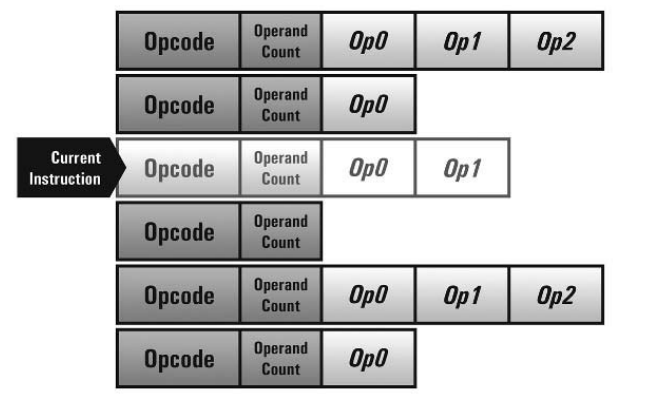 Opcode Operand Count Op0 Op1 Op2
Opcode Operand Count Op0
Current Instruction Opcode Operand Count Op0 Op1
Opcode Operand Count
Opcode Operand Count Op0 Op1 Op2
Opcode Operand Count Op0